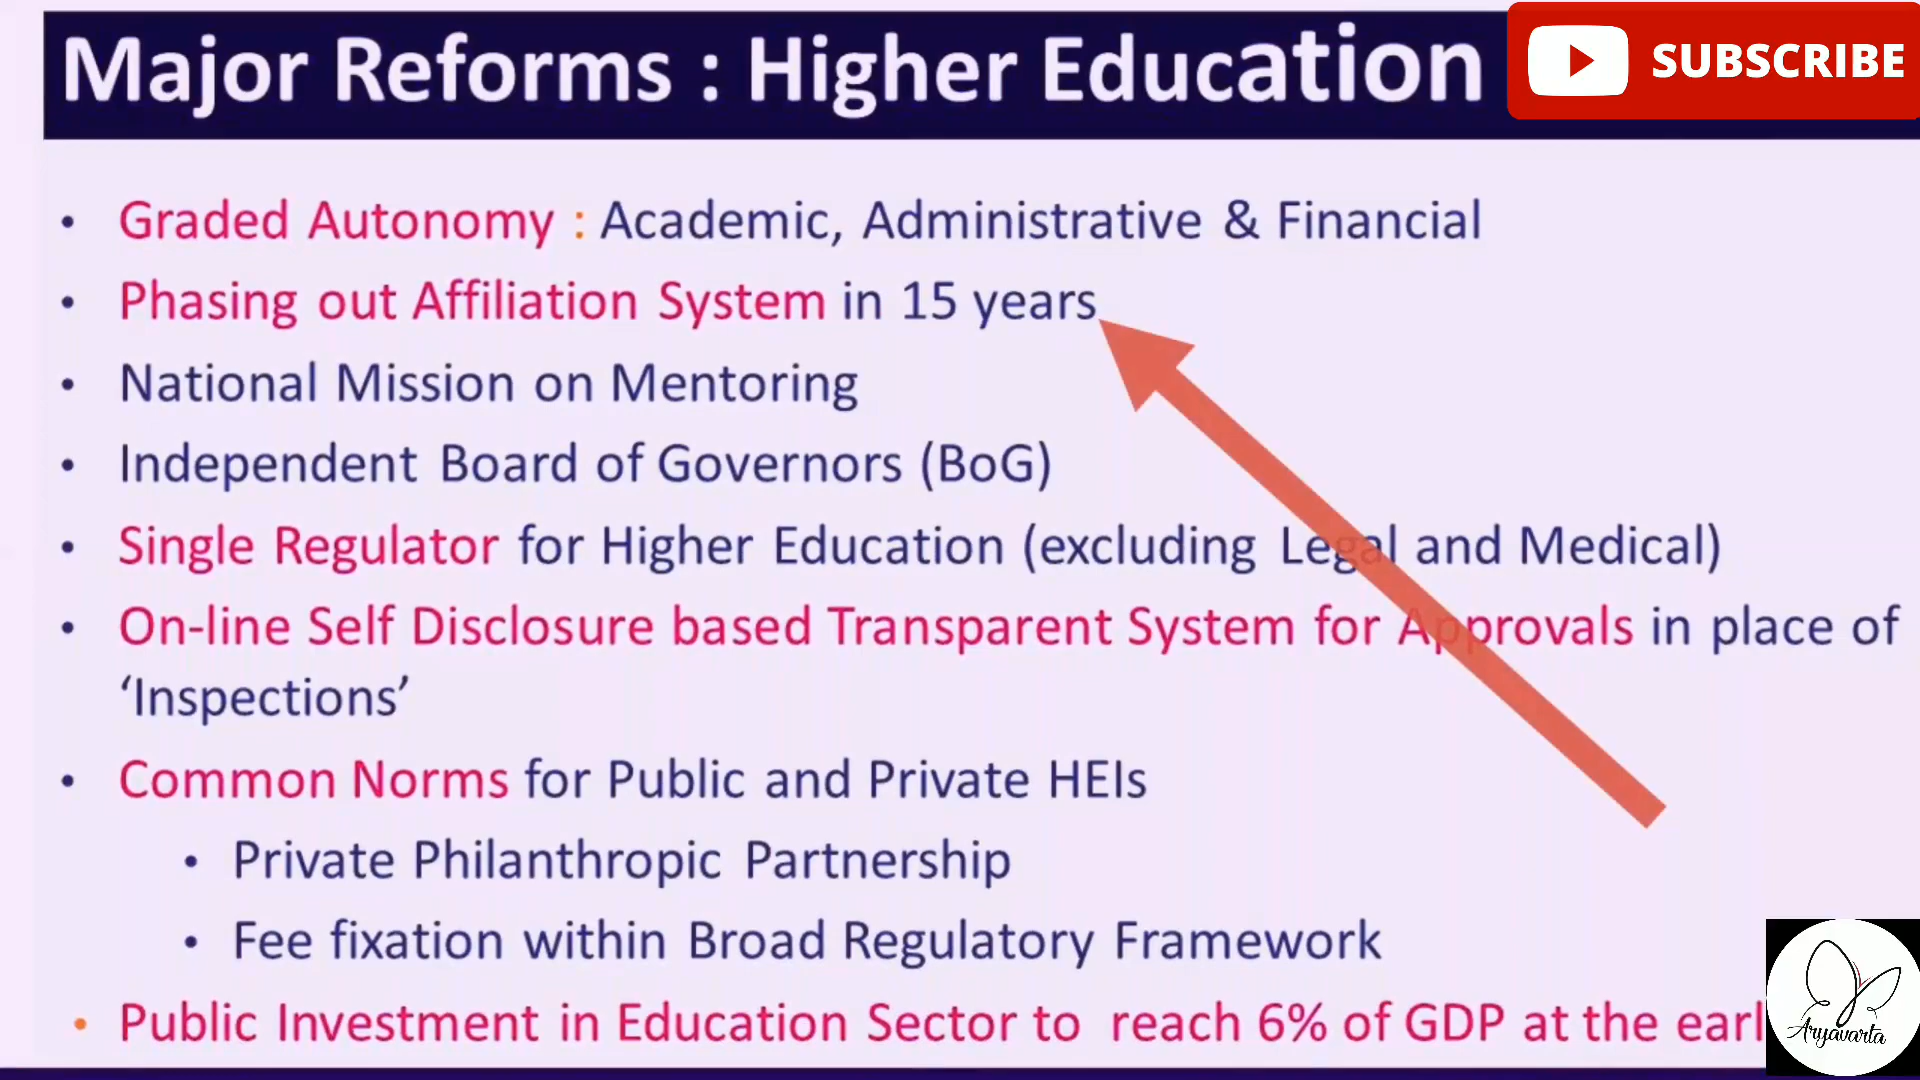 Major Reforms : Higher Education
SUBSCRIBE
• Graded Autonomy : Academic, Administrative & Financial
• Phasing out Affiliation System in 15 years
• National Mission on Mentoring
• Independent Board of Governors (BoG)
• Single Regulator for Higher Education (excluding Legal and Medical)
• On-line Self Disclosure based Transparent System for Approvals in place of
‘Inspections’
• Common Norms for Public and Private HEIs
• Private Philanthropic Partnership
• Fee fixation within Broad Regulatory Framework
• Public Investment in Education Sector to reach 6% of GDP at the
Aryavarta